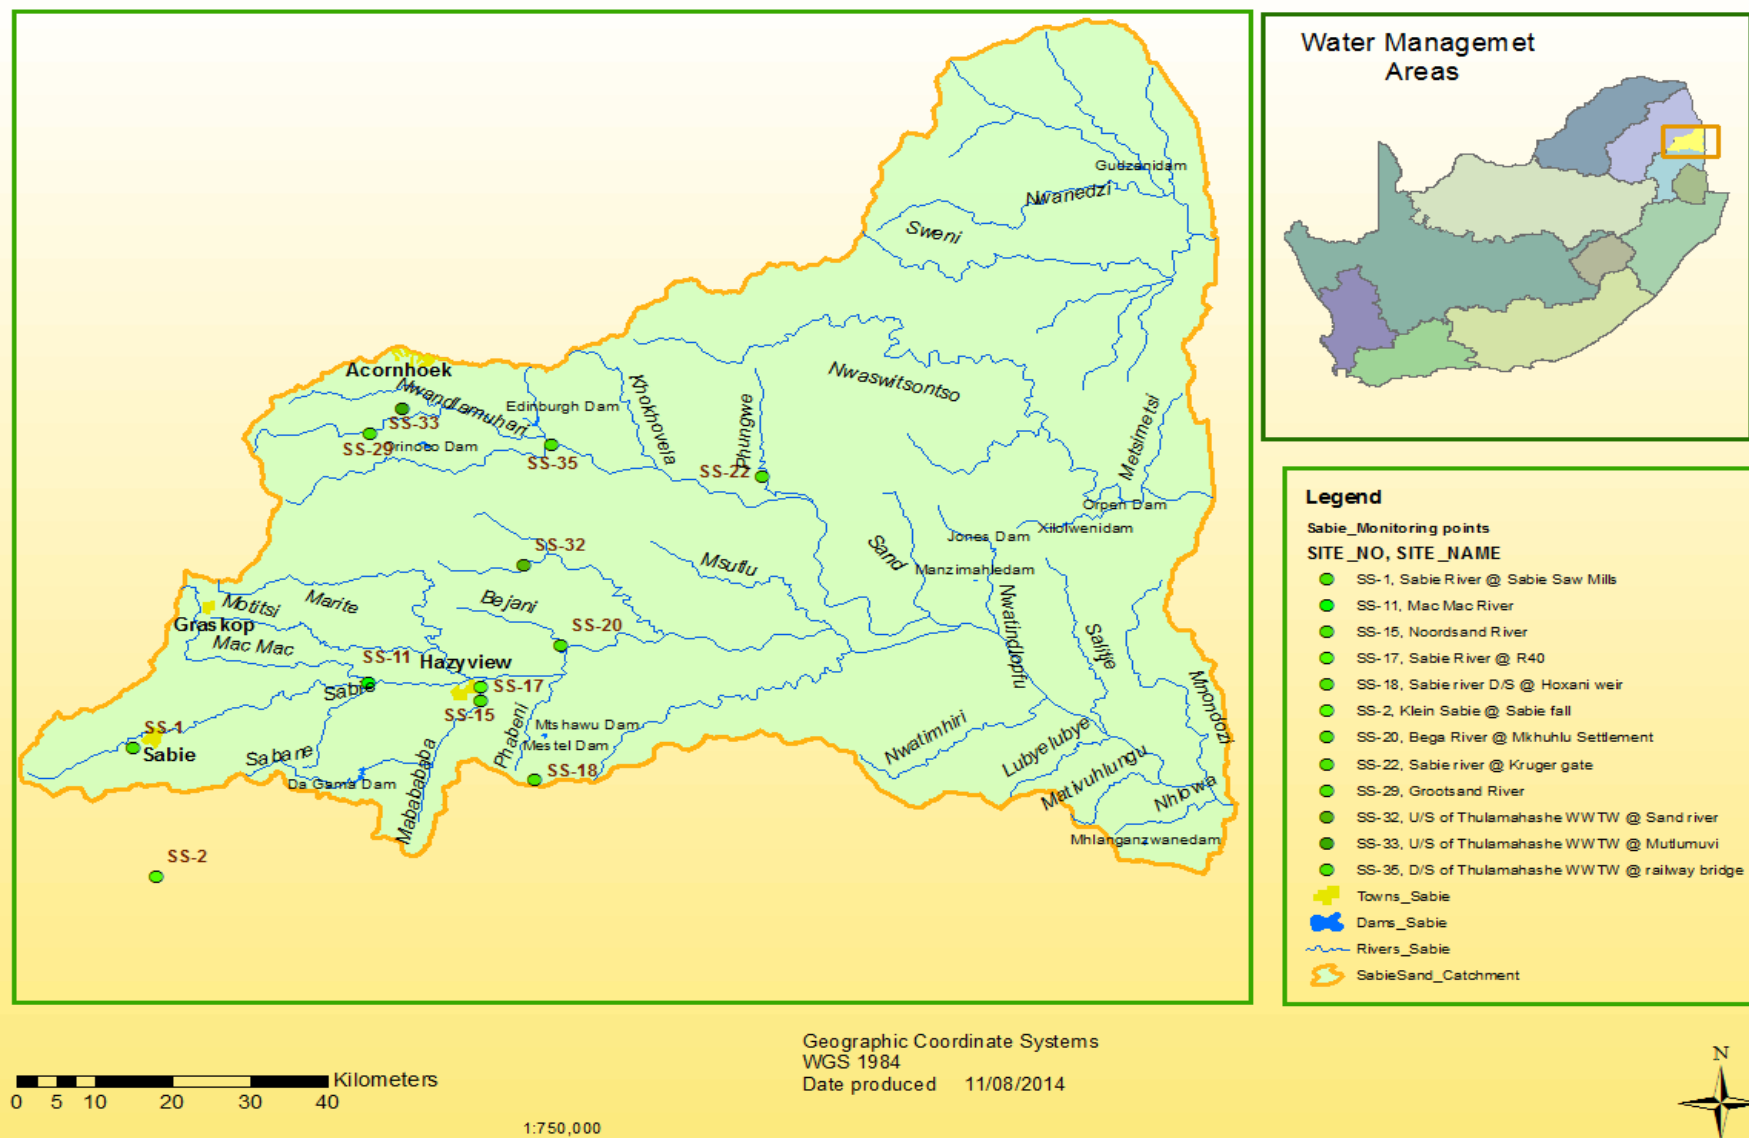 Water Managemet
Areas
Gudzanidam
Nwanedzi
Sweni
Acornhoek
Nwandlamuhari
Edinburgh Dam
Khokhovela
Phungwe
Nwaswitsontso
Metsimetsi
SS-33
SS-29
Orinoco Dam
SS-35
SS-22
Orpen Dam
Xilolwenidam
Jones Dam
Manzimahledam
Sand
SS-32
Msutlu
Motitsi
Marite
Bejani
Graskop
Mac Mac
SS-11
Hazyview
SS-20
Nwatindlopfu
Salitje
Mnondozi
Sabie
SS-17
SS-15
SS-1
Sabie
Sabane
Da Gama Dam
Mabababa
Phabeni
Mtshawu Dam
Mestel Dam
SS-18
Nwatimhiri
Lubyelubye
Mativuhlungu
Nhlowa
Mhlanganzwanedam
SS-2
Legend
Sabie_Monitoring points
SITE_NO, SITE_NAME
SS-1, Sabie River @ Sabie Saw Mills
SS-11, Mac Mac River
SS-15, Noordsand River
SS-17, Sabie River @ R40
SS-18, Sabie river D/S @ Hoxani weir
SS-2, Klein Sabie @ Sabie fall
SS-20, Bega River @ Mkhuhlu Settlement
SS-22, Sabie river @ Kruger gate
SS-29, Grootsand River
SS-32, U/S of Thulamahashe WWTW @ Sand river
SS-33, U/S of Thulamahashe WWTW @ Mutlumuvi
SS-35, D/S of Thulamahashe WWTW @ railway bridge
Towns_Sabie
Dams_Sabie
Rivers_Sabie
SabieSand_Catchment
Geographic Coordinate Systems
WGS 1984
Date produced 11/08/2014
Kilometers
0 5 10 20 30 40
1:750,000
N